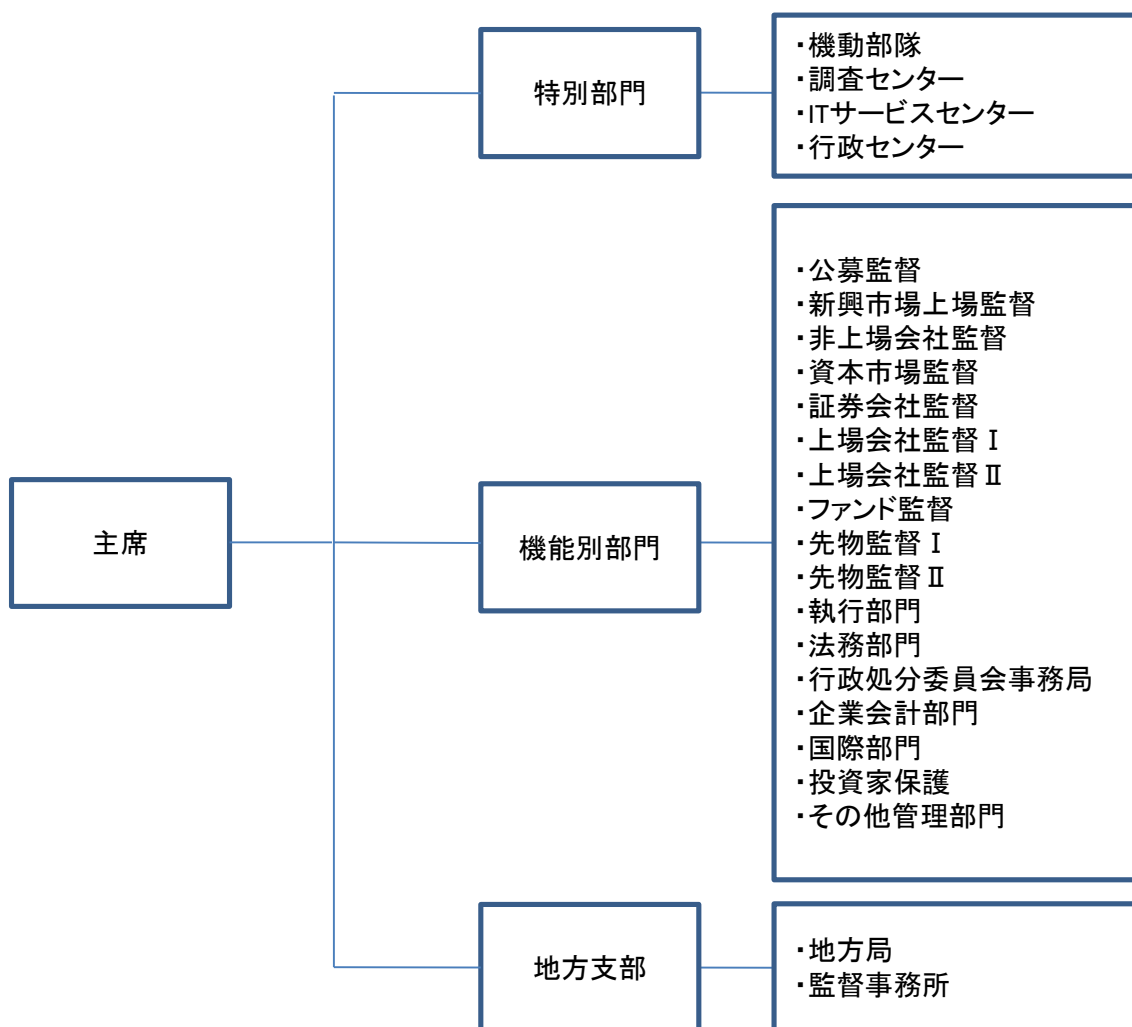 主席
特別部門
・機動部隊
・調査センター
・ITサービスセンター
・行政センター
機能別部門
・公募監督
・新興市場上場監督
・非上場会社監督
・資本市場監督
・証券会社監督
・上場会社監督Ⅰ
・上場会社監督Ⅱ
・ファンド監督
・先物監督Ⅰ
・先物監督Ⅱ
・執行部門
・法務部門
・行政処分委員会事務局
・企業会計部門
・国際部門
・投資家保護
・その他管理部門
地方支部
・地方局
・監督事務所